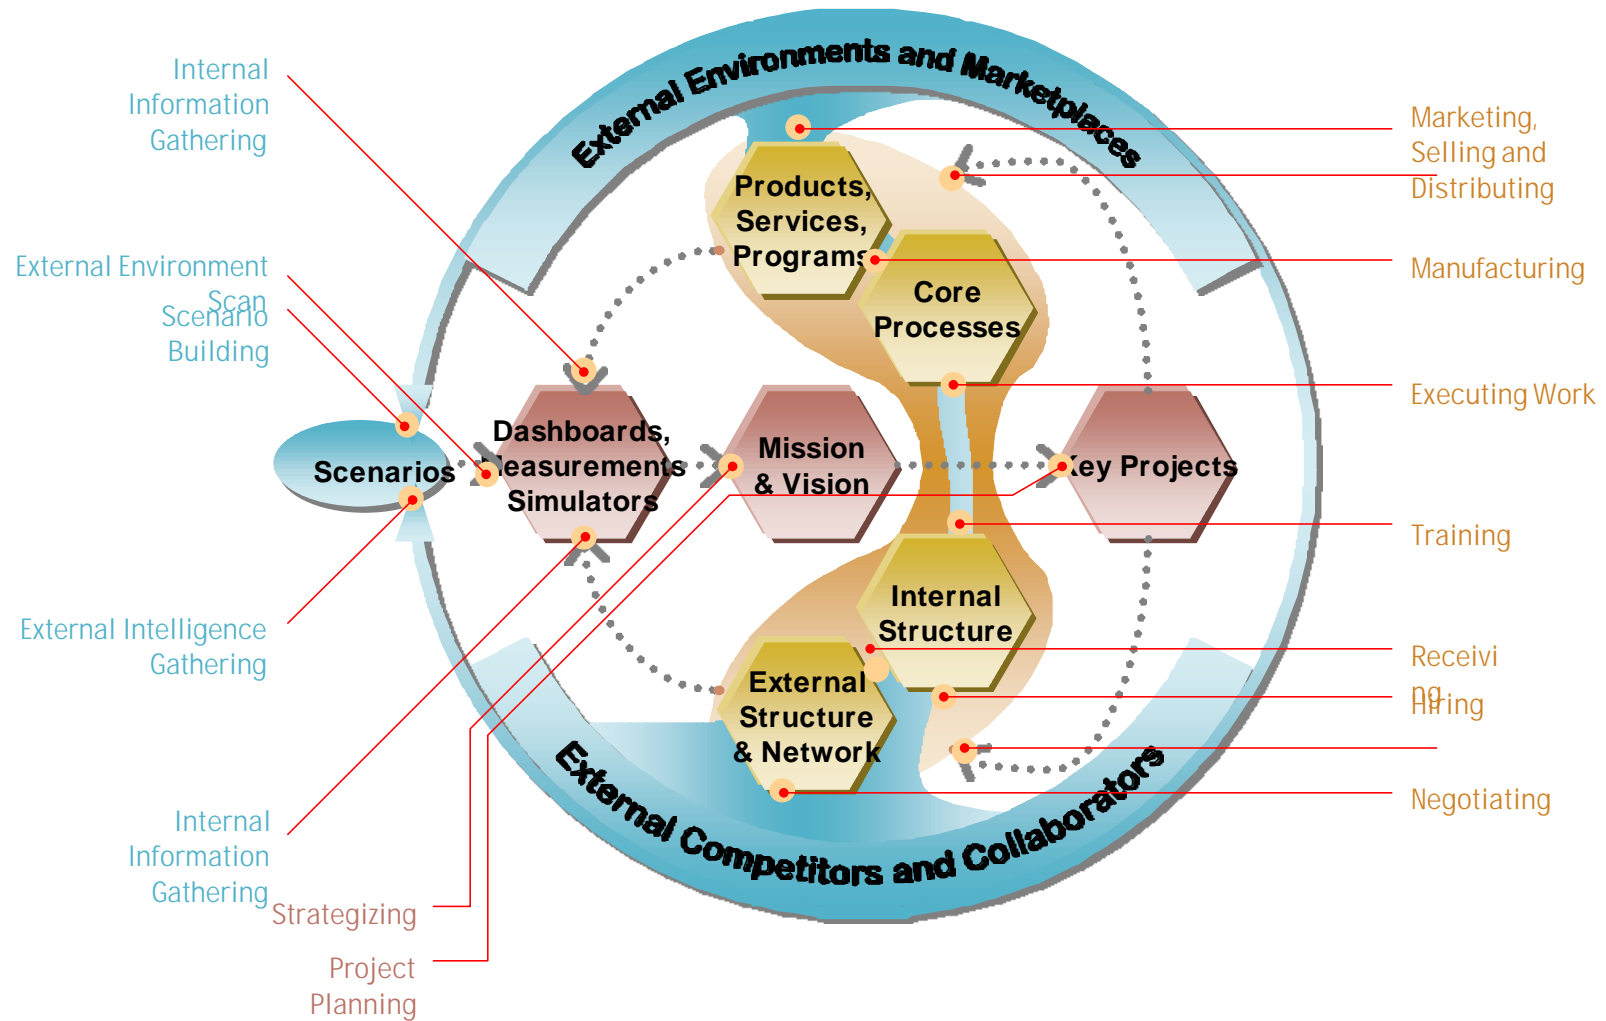 External Environments and Marketplaces
Internal
Information
Gathering
External Environment
Scan
Scenario
Building
External Intelligence
Gathering
Internal
Information
Gathering
Strategizing
Project
Planning
Products,
Services,
Programs
Core
Processes
Scenarios
Dashboards,
Measurements
Simulators
Mission
& Vision
Key Projects
Internal
Structure
External
Structure
& Network
Marketing,
Selling and
Distributing
Manufacturing
Executing Work
Training
Receivi
ng
Hiring
Negotiating
External Competitors and Collaborators